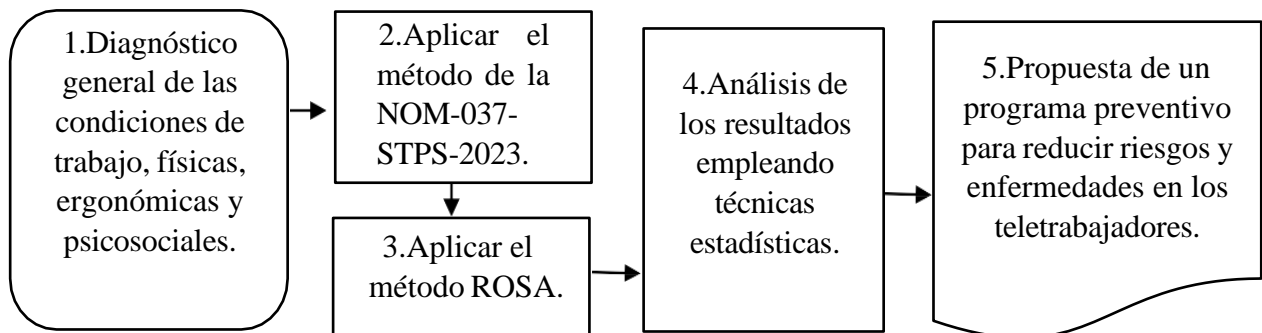 1.Diagnóstico
general de las
condiciones de
trabajo, físicas,
ergonómicas y
psicosociales.
2.Aplicar el
método de la
NOM-037-
STPS-2023.
3.Aplicar el
método ROSA.
4.Análisis de
los resultados
empleando
técnicas
estadísticas.
5.Propuesta de un
programa preventivo
para reducir riesgos y
enfermedades en los
teletrabajadores.